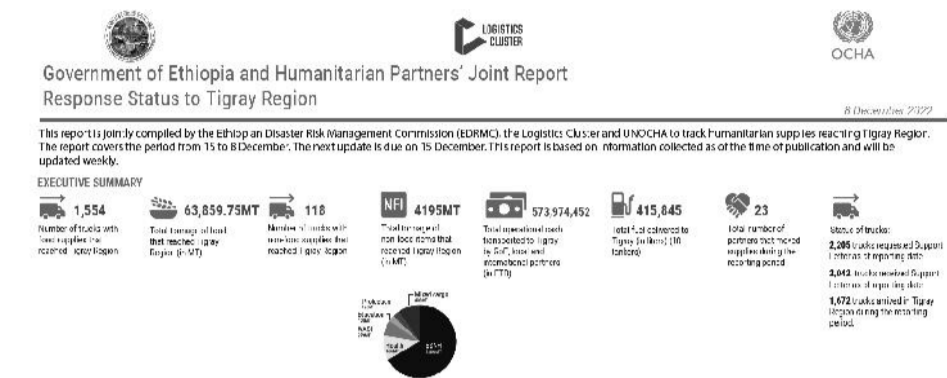 LOGISTICS
CLUSTER
OCHA
Government of Ethiopia and Humanitarian Partners' Joint Report
Response Status to Tigray Region
8 December 2022
This report is jointly compiled by the Ethiopian Disaster Risk Management Commission (EDRMC), the Logistics Cluster and UNOCHA to track humanitarian supplies reaching Tigray Region.
The report covers the period from 15 to 8 December. The next update is due on 15 December. This report is based on information collected as of the time of publication and will be
updated weekly.
EXECUTIVE SUMMARY
1,554
Number of trucks with
food supplies that
reached Tigray Region
63,859.75MT
Total tonnage of food
that reached Tigray
Region (in MT)
118
Number of trucks with
non-food supplies that
reached Tigray Region
NFI
4195MT
Total tonnage of
non-food items that
reached Tigray Region
(in MT)
573,974,452
Total operational cash
transported to Tigray
by GoE, local and
international partners
(in ETB)
415,845
Total fuel delivered to
Tigray (in liters) (10
tankers)
23
Total number of
partners that moved
supplies during the
reporting period
Status of trucks:
2,205 trucks requested Support
Letter as of reporting date
2,042 trucks received Support
Letter as of reporting date
1,672 trucks arrived in Tigray
Region during the reporting
period.
Mixed cargo
Protection
Education
WASH
Health
ESNFI